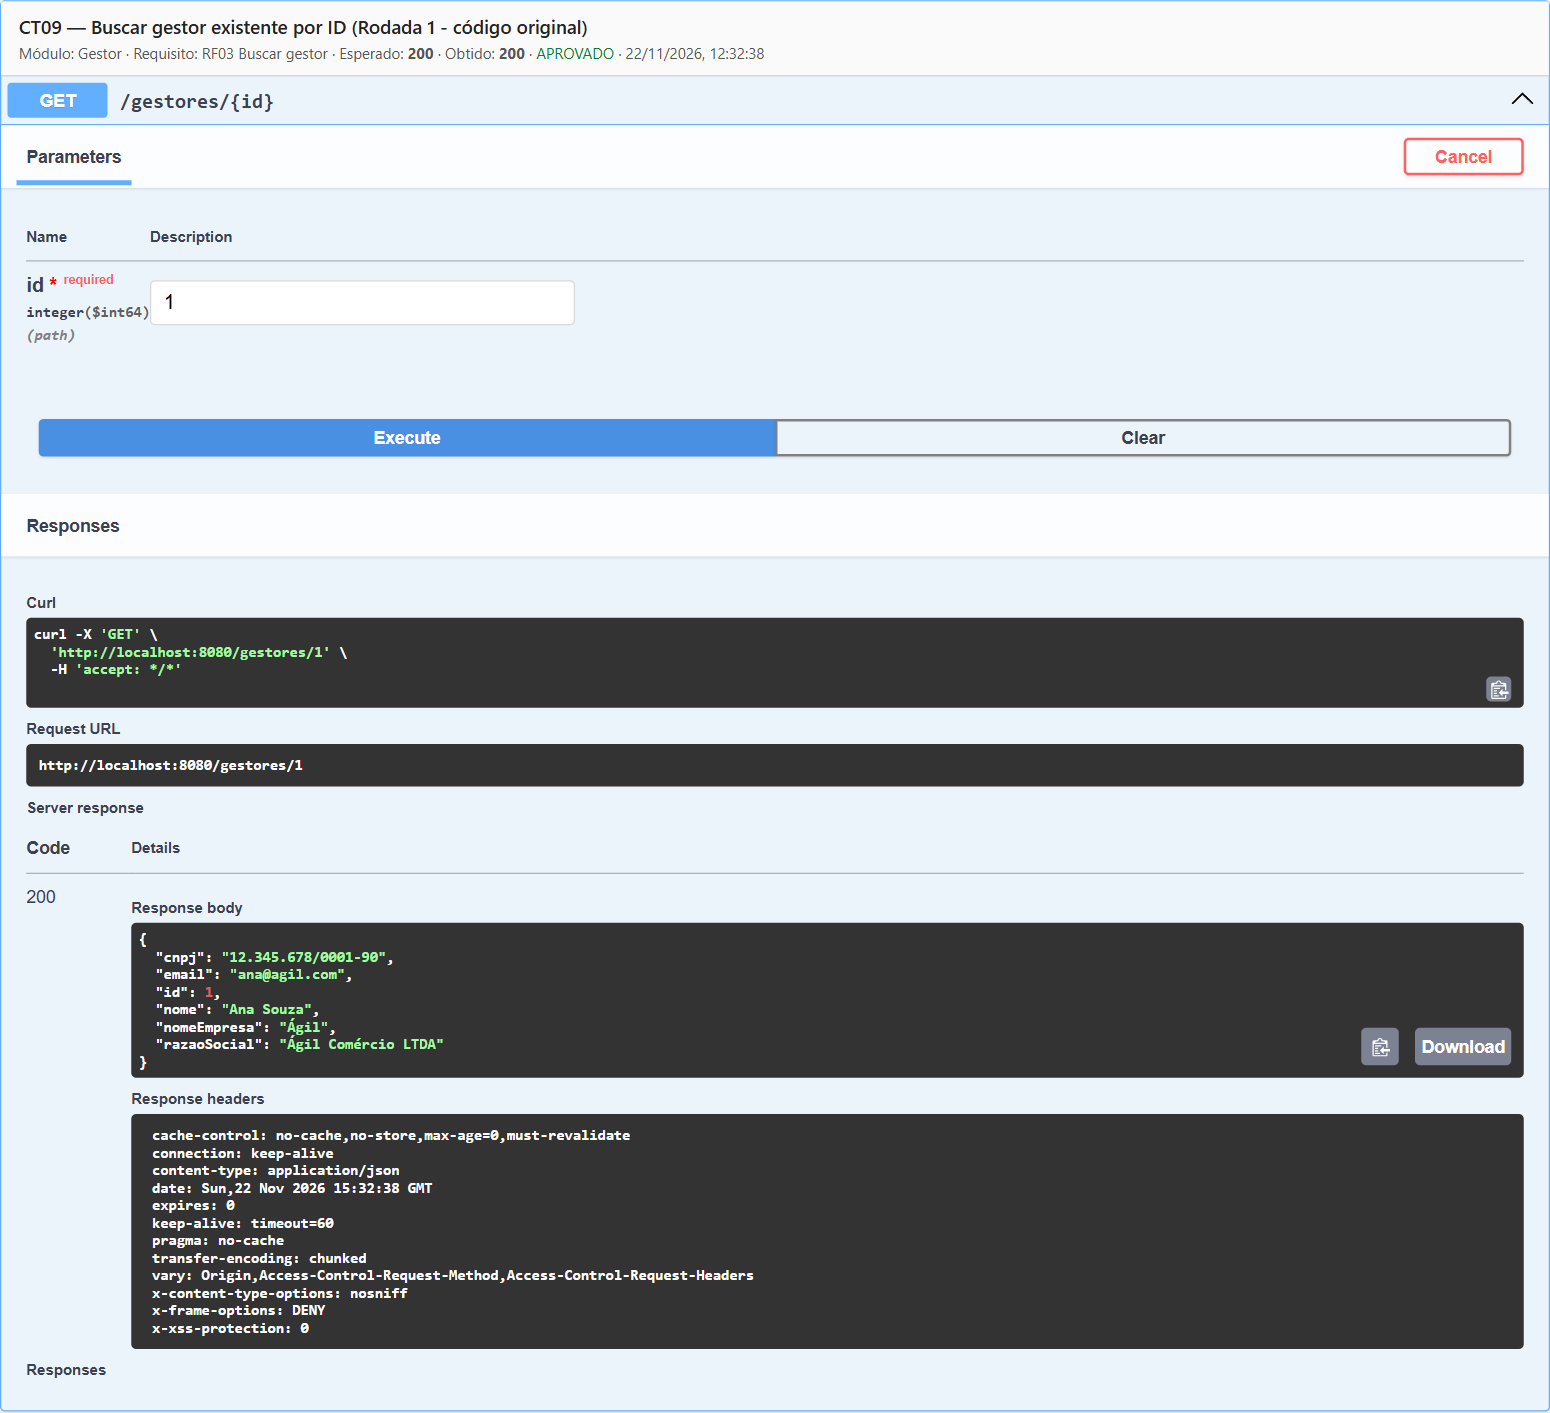 CT09 — Buscar gestor existente por ID (Rodada 1 - código original)
Módulo: Gestor · Requisito: RF03 Buscar gestor · Esperado: 200 · Obtido: 200 · APROVADO · 22/11/2026, 12:32:38
GET /gestores/{id}
Parameters
Cancel
Name Description
id * required
integer($int64)
(path)
1
Execute Clear
Responses
Curl
curl -X 'GET' \
  'http://localhost:8080/gestores/1' \
  -H 'accept: */*'
Request URL
http://localhost:8080/gestores/1
Server response
Code Details
200
Response body
{
  "cnpj": "12.345.678/0001-90",
  "email": "ana@agil.com",
  "id": 1,
  "nome": "Ana Souza",
  "nomeEmpresa": "Ágil",
  "razaoSocial": "Ágil Comércio LTDA"
}
Download
Response headers
cache-control: no-cache,no-store,max-age=0,must-revalidate
connection: keep-alive
content-type: application/json
date: Sun,22 Nov 2026 15:32:38 GMT
expires: 0
keep-alive: timeout=60
pragma: no-cache
transfer-encoding: chunked
vary: Origin,Access-Control-Request-Method,Access-Control-Request-Headers
x-content-type-options: nosniff
x-frame-options: DENY
x-xss-protection: 0
Responses